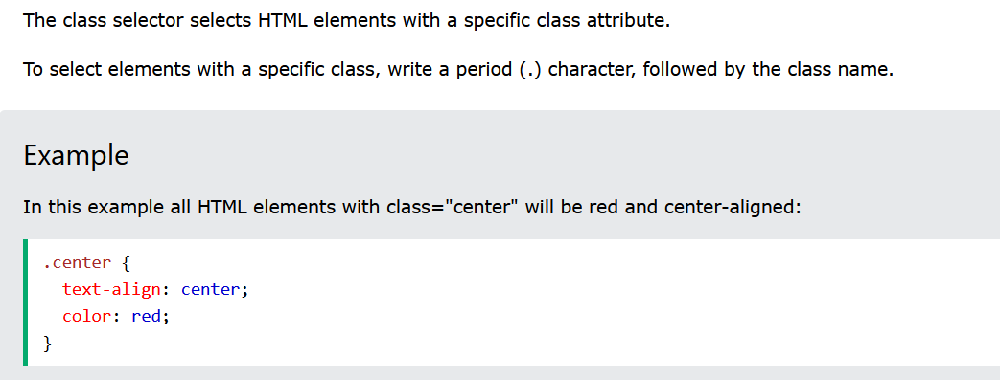 The class selector selects HTML elements with a specific class attribute.
To select elements with a specific class, write a period (.) character, followed by the class name.
Example
In this example all HTML elements with class="center" will be red and center-aligned:
.center {
  text-align: center;
  color: red;
}